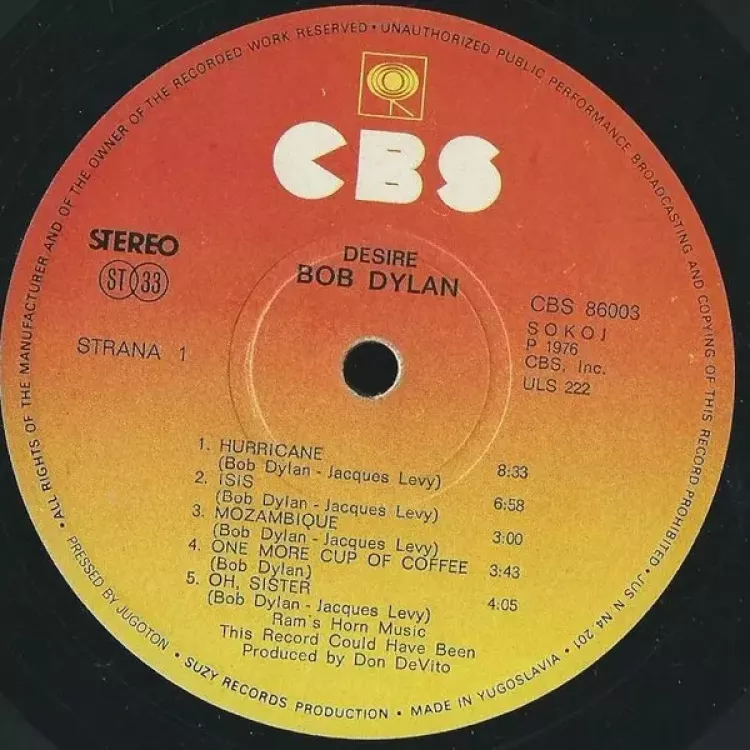 • ALL RIGHTS OF THE MANUFACTURER AND OF THE OWNER OF THE RECORDED WORK RESERVED • UNAUTHORIZED PUBLIC PERFORMANCE BROADCASTING AND COPYING OF THIS RECORD PROHIBITED • JUS N N4 201
CBS
STEREO
ST 33
STRANA 1
DESIRE
BOB DYLAN
CBS 86003
SOKOJ
P 1976
CBS, Inc.
ULS 222
1. HURRICANE
(Bob Dylan - Jacques Levy) 8:33
2. ISIS
(Bob Dylan - Jacques Levy) 6:58
3. MOZAMBIQUE
(Bob Dylan - Jacques Levy) 3:00
4. ONE MORE CUP OF COFFEE
(Bob Dylan) 3:43
5. OH, SISTER
(Bob Dylan - Jacques Levy) 4:05
Ram's Horn Music
This Record Could Have Been
Produced by Don DeVito
• PRESSED BY JUGOTON • SUZY RECORDS PRODUCTION • MADE IN YUGOSLAVIA •